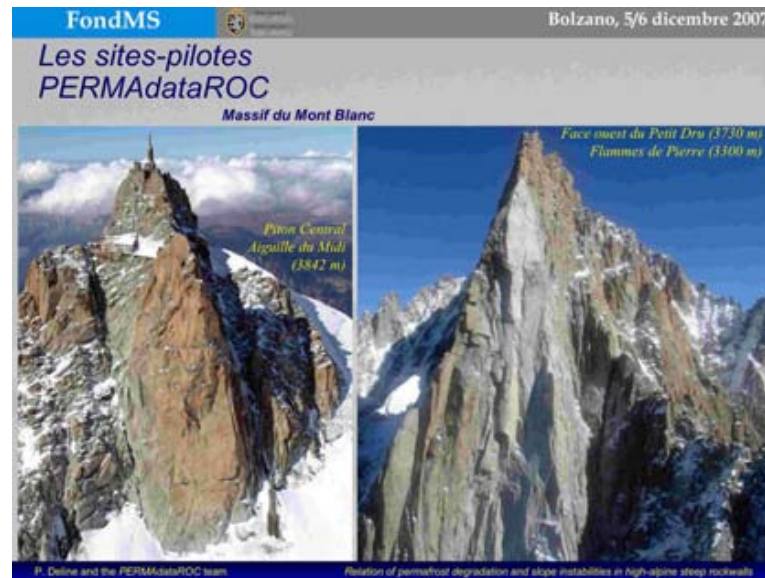 FondMS
Bolzano, 5/6 dicembre 2007
Les sites-pilotes
PERMAdataROC
Massif du Mont Blanc
Piton Central
Aiguille du Midi
(3842 m)
Face ouest du Petit Dru (3730 m)
Flammes de Pierre (3300 m)
P. Deline and the PERMAdataROC team
Relation of permafrost degradation and slope instabilities in high-alpine steep rockwalls